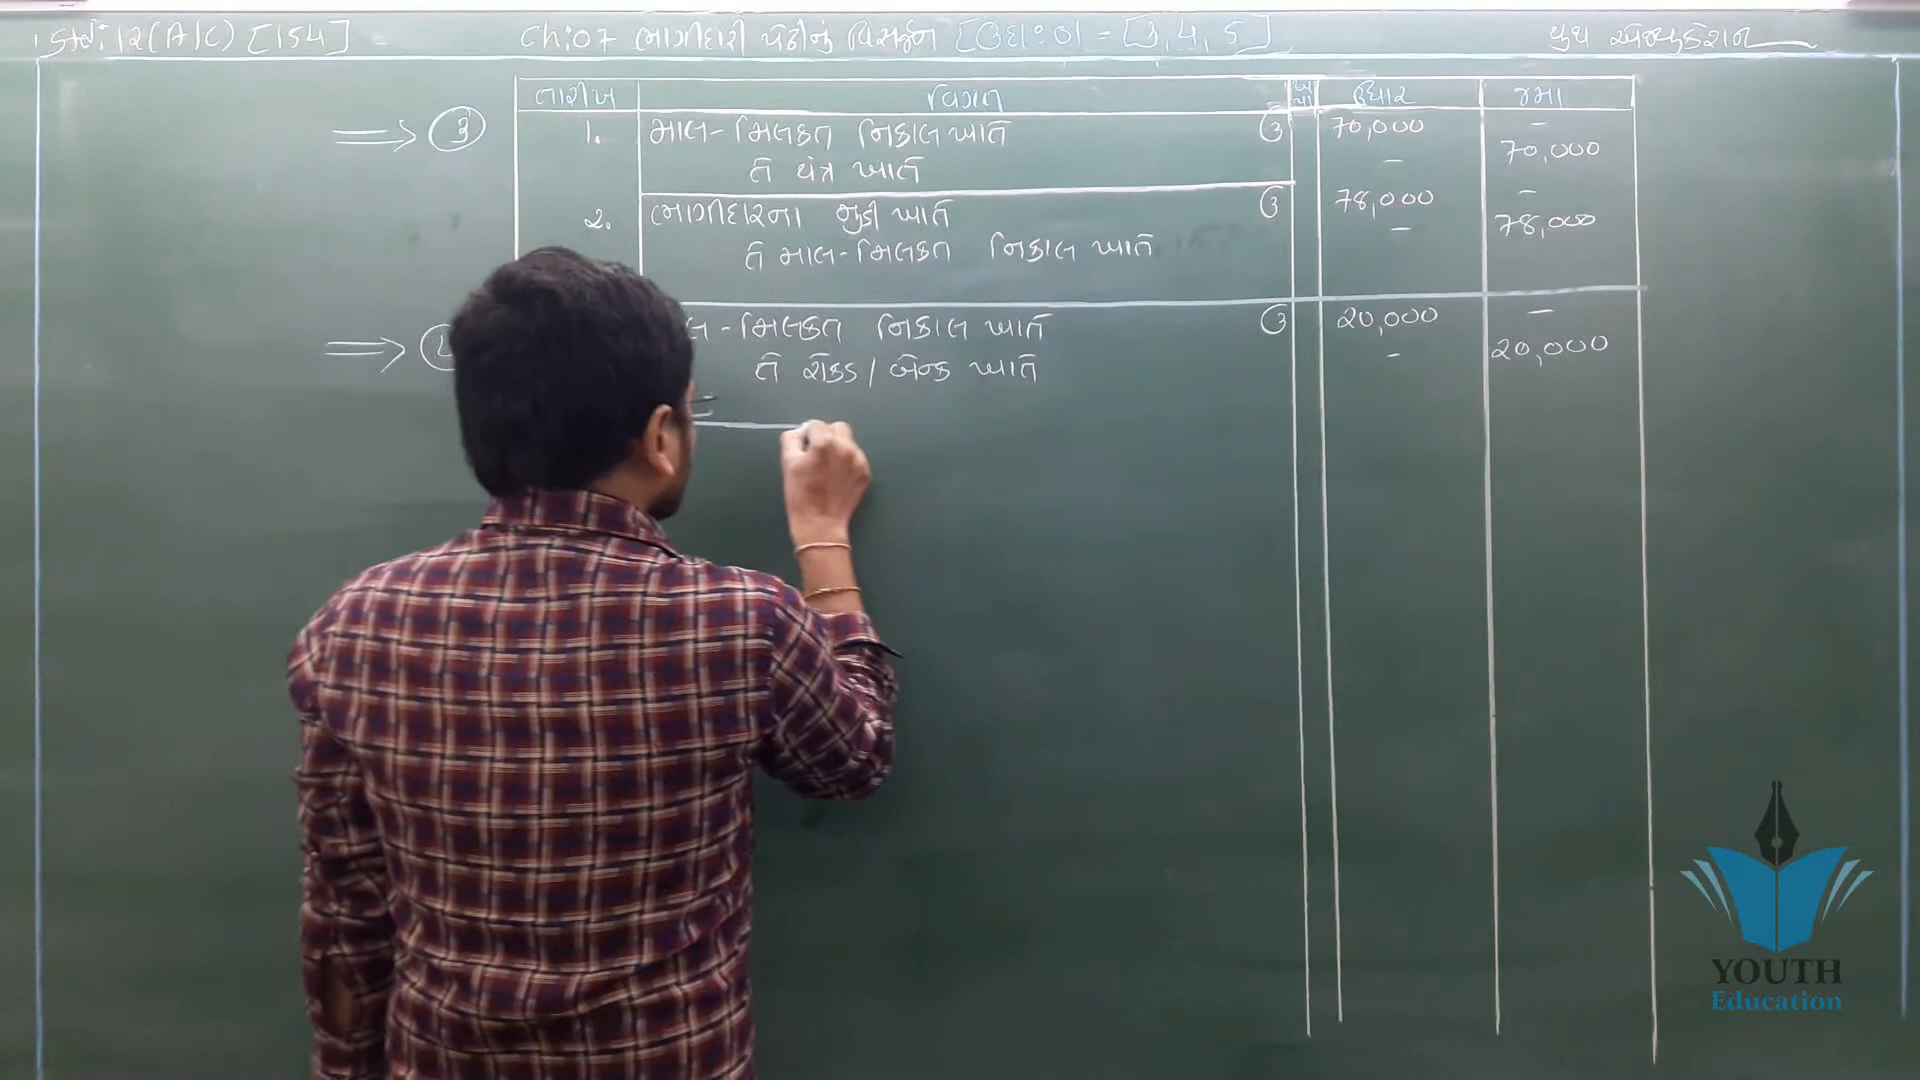 ધોરણ: 12 (A/C) [154] Ch:07 ભાગીદારી પેઢીનું વિસર્જન [ઉદા: 01 - [3, 4, 5] યુથ એજ્યુકેશન
તારીખ વિગત ખા પા ઉધાર જમા
⇒ ③ 1. માલ-મિલકત નિકાલ ખાતે ઉ 70,000 -
તે યંત્ર ખાતે - 70,000
2. ભાગીદારના મૂડી ખાતે ઉ 78,000 -
તે માલ-મિલકત નિકાલ ખાતે - 78,000
⇒ લ-મિલકત નિકાલ ખાતે ઉ 20,000 -
તે રોકડ / બેન્ક ખાતે - 20,000
YOUTH
Education